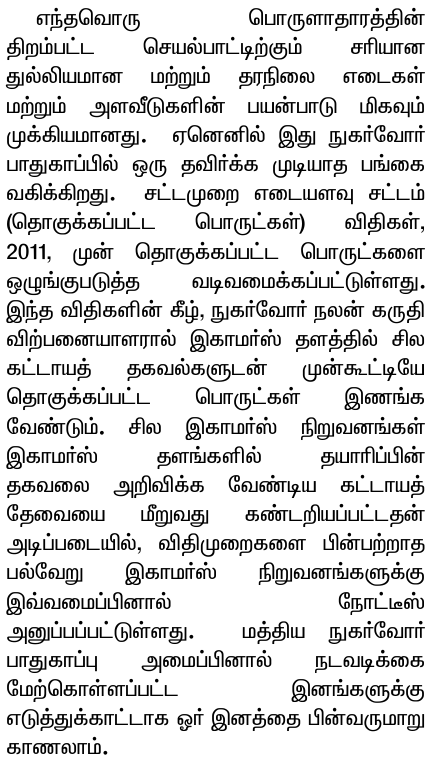 எந்தவொரு பொருளாதாரத்தின்
திறம்பட்ட செயல்பாட்டிற்கும் சரியான
துல்லியமான மற்றும் தரநிலை எடைகள்
மற்றும் அளவீடுகளின் பயன்பாடு மிகவும்
முக்கியமானது. ஏனெனில் இது நுகர்வோர்
பாதுகாப்பில் ஒரு தவிர்க்க முடியாத பங்கை
வகிக்கிறது. சட்டமுறை எடையளவு சட்டம்
(தொகுக்கப்பட்ட பொருட்கள்) விதிகள்,
2011, முன் தொகுக்கப்பட்ட பொருட்களை
ஒழுங்குபடுத்த வடிவமைக்கப்பட்டுள்ளது.
இந்த விதிகளின் கீழ், நுகர்வோர் நலன் கருதி
விற்பனையாளரால் இகாமர்ஸ் தளத்தில் சில
கட்டாயத் தகவல்களுடன் முன்கூட்டியே
தொகுக்கப்பட்ட பொருட்கள் இணங்க
வேண்டும். சில இகாமர்ஸ் நிறுவனங்கள்
இகாமர்ஸ் தளங்களில் தயாரிப்பின்
தகவலை அறிவிக்க வேண்டிய கட்டாயத்
தேவையை மீறுவது கண்டறியப்பட்டதன்
அடிப்படையில், விதிமுறைகளை பின்பற்றாத
பல்வேறு இகாமர்ஸ் நிறுவனங்களுக்கு
இவ்வமைப்பினால் நோட்டீஸ்
அனுப்பப்பட்டுள்ளது. மத்திய நுகர்வோர்
பாதுகாப்பு அமைப்பினால் நடவடிக்கை
மேற்கொள்ளப்பட்ட இனங்களுக்கு
எடுத்துக்காட்டாக ஓர் இனத்தை பின்வருமாறு
காணலாம்.